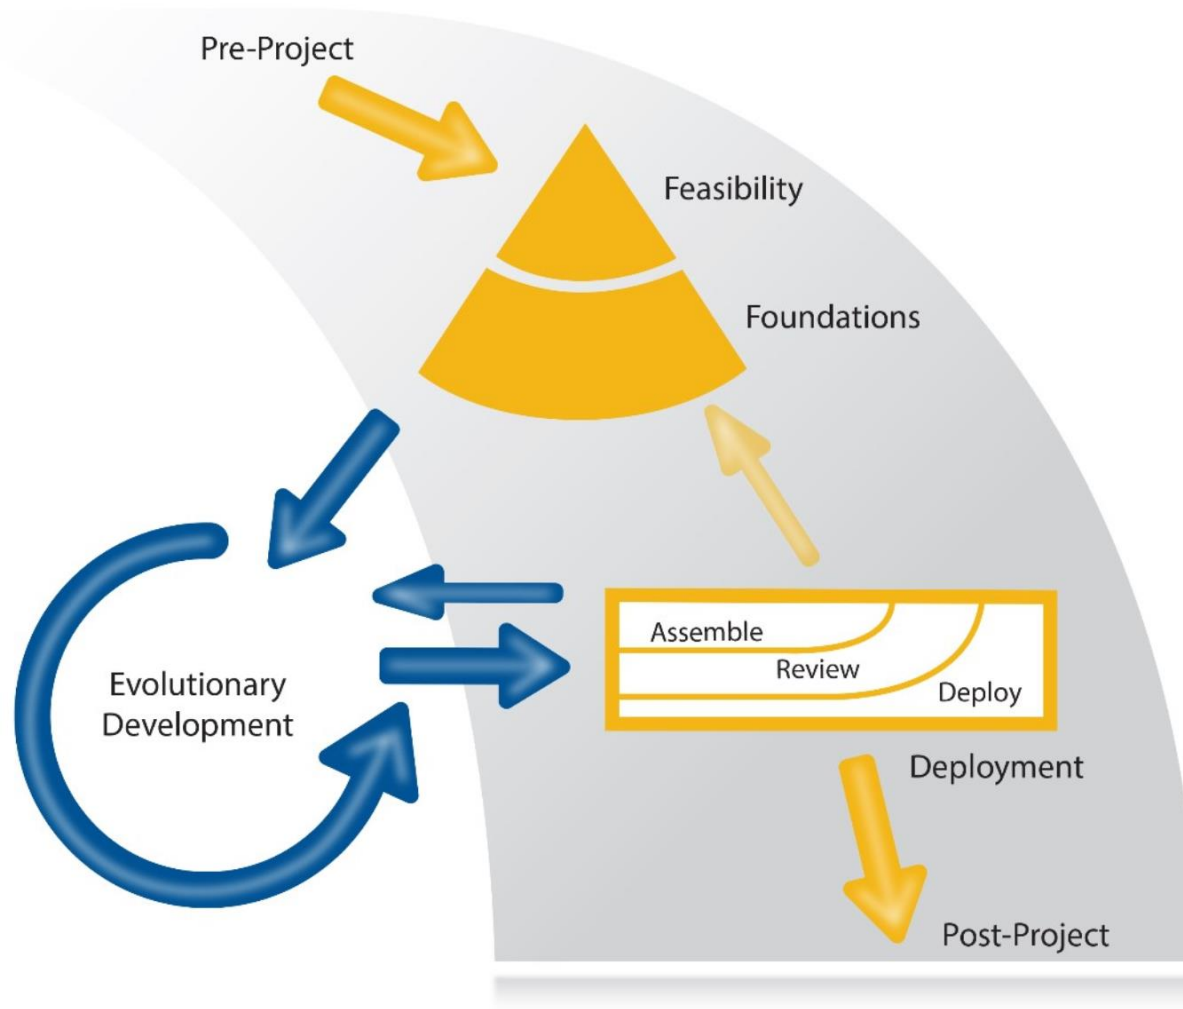 Pre-Project
Feasibility
Foundations
Evolutionary
Development
Assemble
Review
Deploy
Deployment
Post-Project